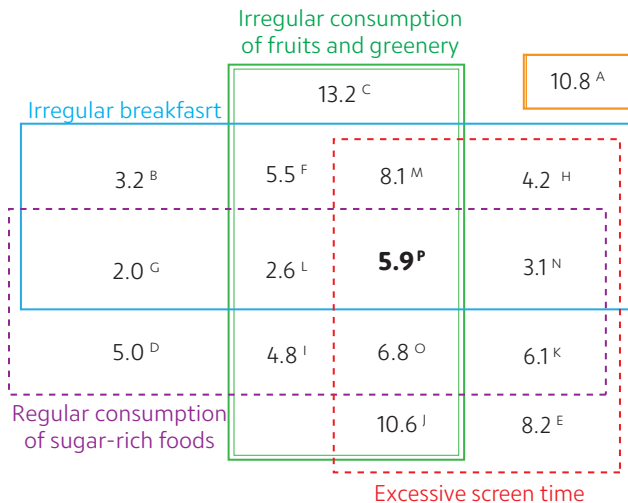 Irregular consumption
of fruits and greenery
10.8 A
13.2 C
Irregular breakfasrt
3.2 B
5.5 F
8.1 M
4.2 H
2.0 G
2.6 L
5.9 P
3.1 N
5.0 D
4.8 I
6.8 O
6.1 K
Regular consumption
of sugar-rich foods
10.6 J
8.2 E
Excessive screen time